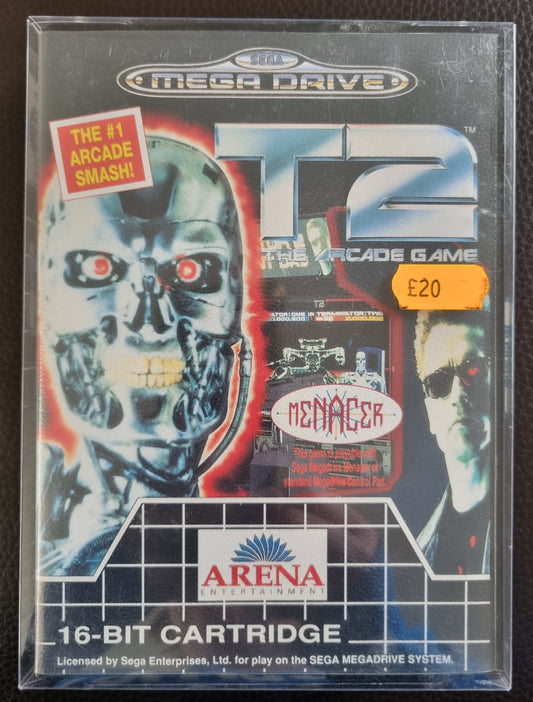 SEGA
MEGA DRIVE
THE #1
ARCADE
SMASH!
T2™
THE ARCADE GAME
£20
T2
TERMINATOR
MENACER
This game is playable with
Sega Megadrive Menacer or
standard Megadrive Control Pad.
ARENA
ENTERTAINMENT
16-BIT CARTRIDGE
Licensed by Sega Enterprises, Ltd. for play on the SEGA MEGADRIVE SYSTEM.